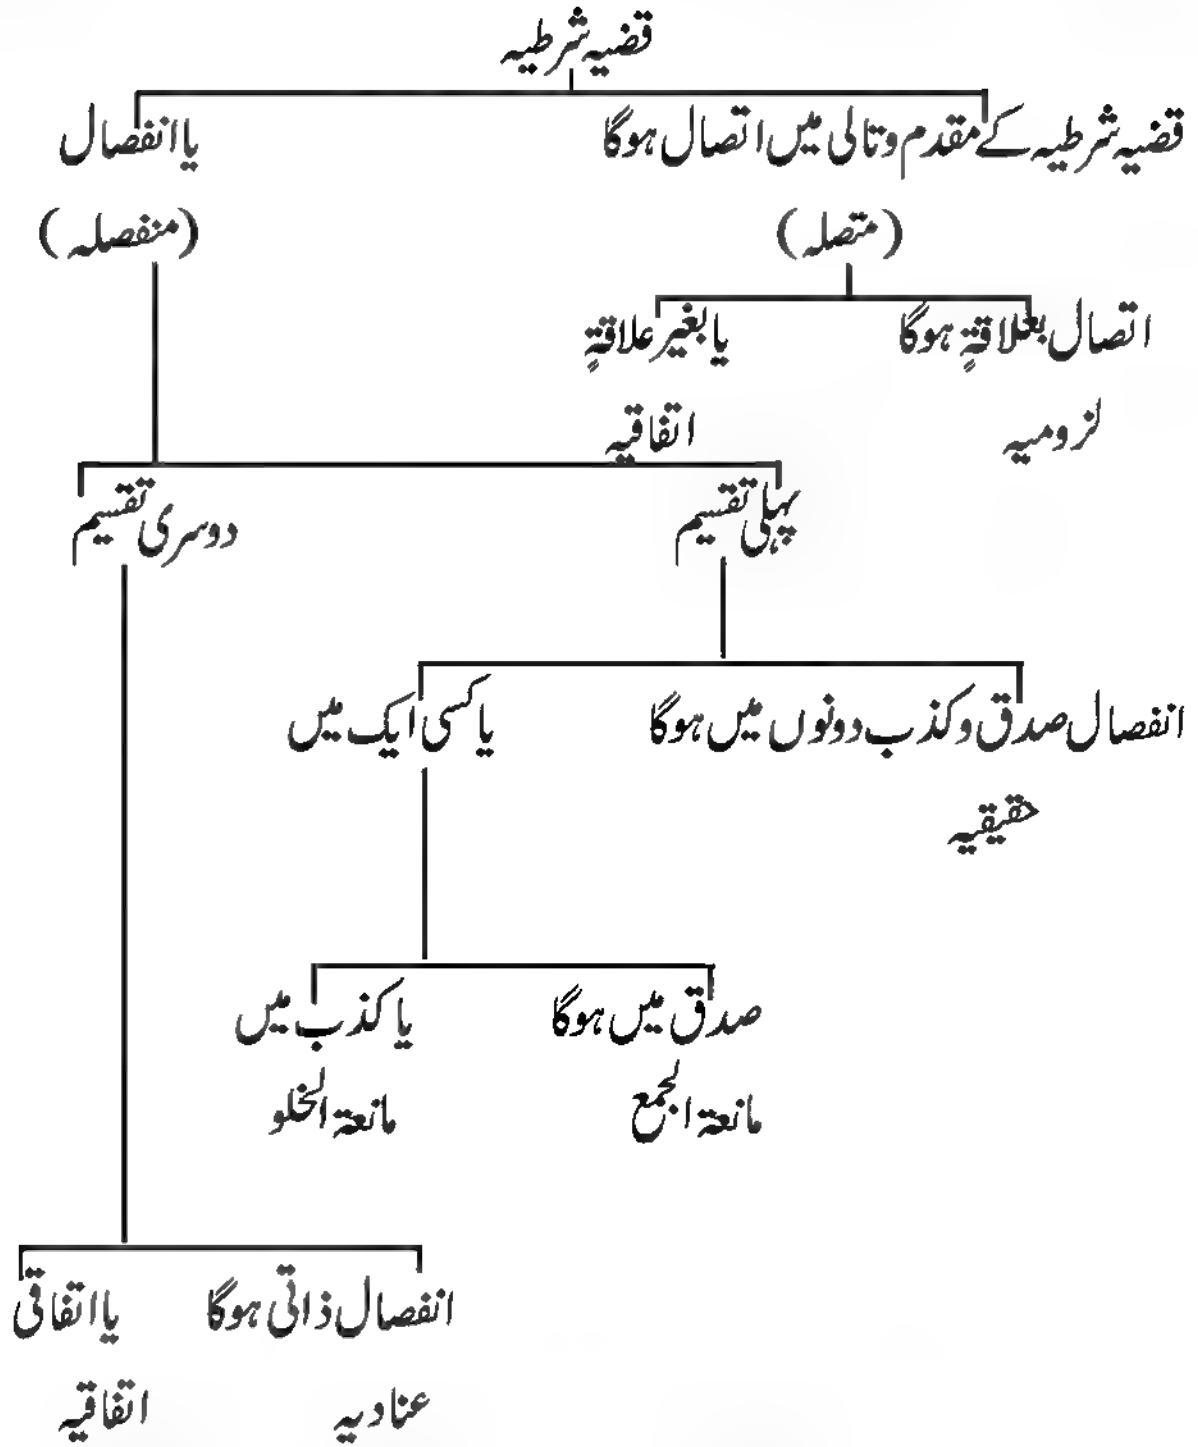 قضیہ شرطیہ
قضیہ شرطیہ کے مقدم و تالی میں اتصال ہوگا
یا انفصال
(متصلہ)
(منفصلہ)
اتصال بعلاقۃٍ ہوگا
یا بغیر علاقۃٍ
لزومیہ
اتفاقیہ
پہلی تقسیم
دوسری تقسیم
انفصال صدق و کذب دونوں میں ہوگا
یا کسی ایک میں
حقیقیہ
صدق میں ہوگا
یا کذب میں
مانعۃ الجمع
مانعۃ الخلو
انفصال ذاتی ہوگا
یا اتفاقی
عنادیہ
اتفاقیہ